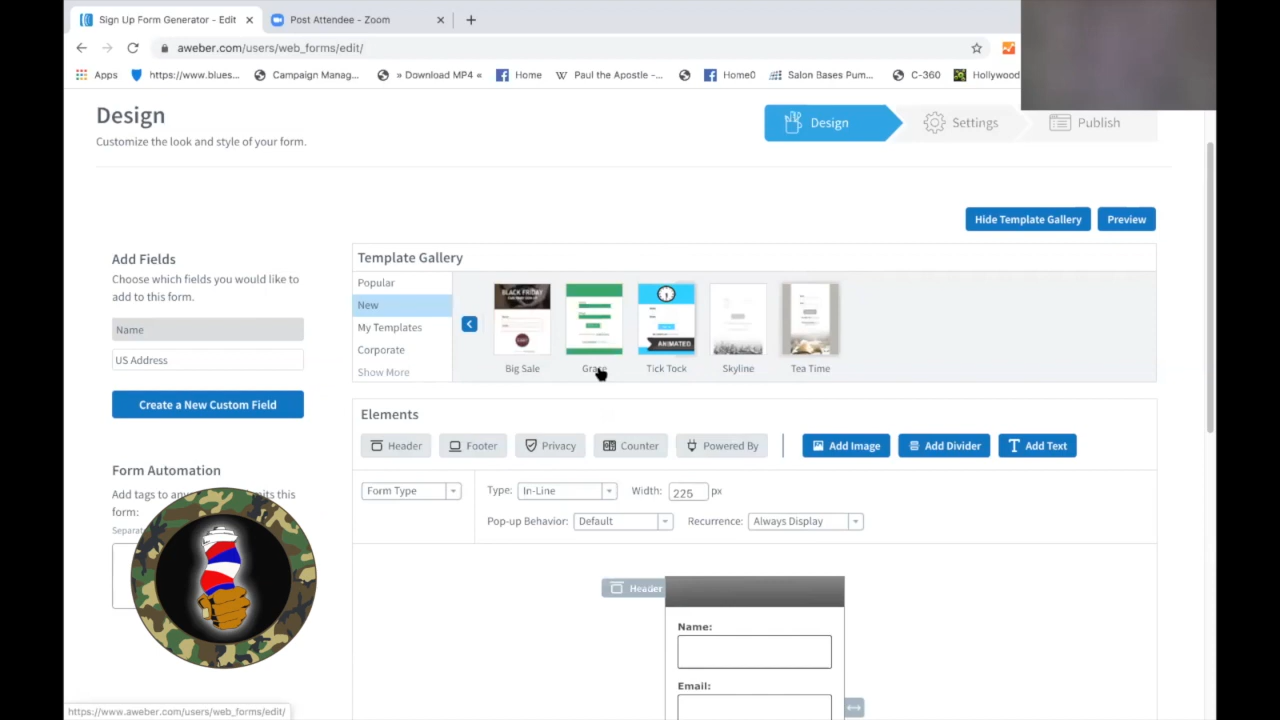 Sign Up Form Generator - Edit
Post Attendee - Zoom
aweber.com/users/web_forms/edit/
Apps
https://www.blues...
Campaign Manag...
» Download MP4 «
Home
Paul the Apostle -...
Home0
Salon Bases Pum...
C-360
Hollywood
Design
Customize the look and style of your form.
Design
Settings
Publish
Hide Template Gallery
Preview
Add Fields
Choose which fields you would like to
add to this form.
Name
US Address
Create a New Custom Field
Template Gallery
Popular
New
My Templates
Corporate
Show More
BLACK FRIDAY
ANIMATED
Big Sale
Grace
Tick Tock
Skyline
Tea Time
Elements
Header
Footer
Privacy
Counter
Powered By
Add Image
Add Divider
Add Text
Form Type
Type:
In-Line
Width:
225
px
Pop-up Behavior:
Default
Recurrence:
Always Display
Form Automation
Add tags to
this
form:
Header
Name:
Email:
https://www.aweber.com/users/web_forms/edit/